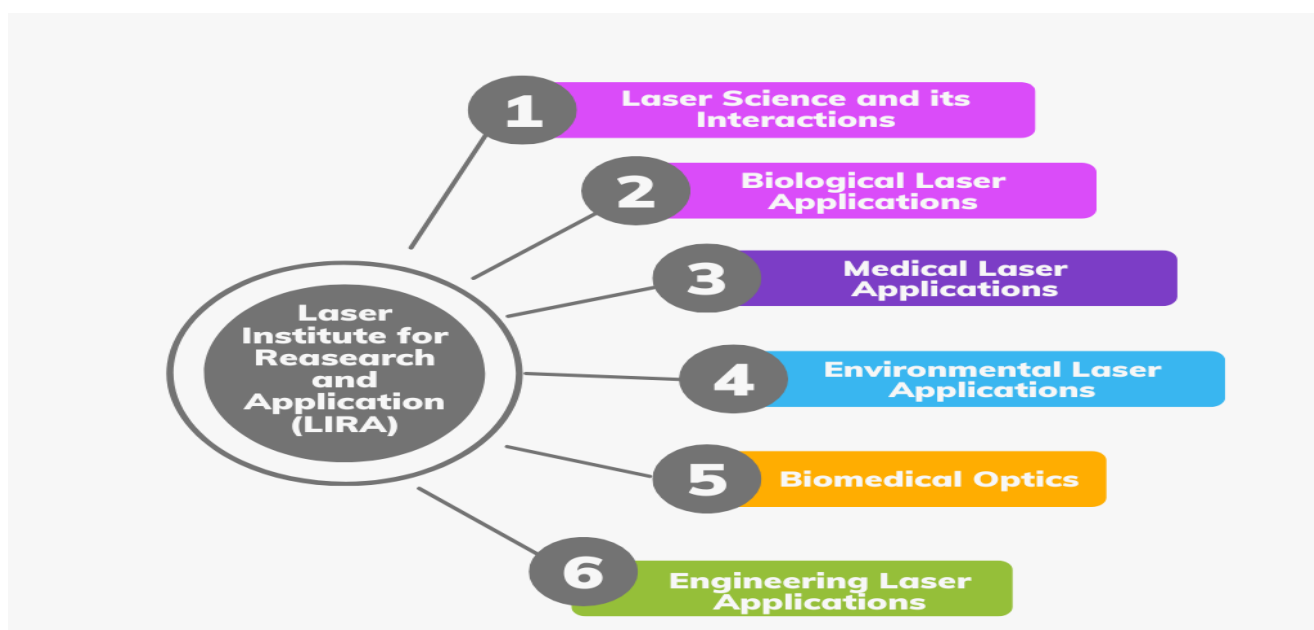 1
Laser Science and its
Interactions
2
Biological Laser
Applications
3
Medical Laser
Applications
Laser
Institute for
Reasearch
and
Application
(LIRA)
4
Environmental Laser
Applications
5
Biomedical Optics
6
Engineering Laser
Applications